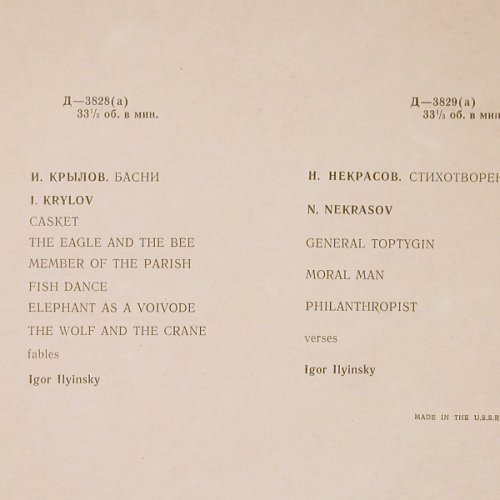 Д—3828(a)
33⅓ об. в мин.
И. КРЫЛОВ. БАСНИ
I. KRYLOV
CASKET
THE EAGLE AND THE BEE
MEMBER OF THE PARISH
FISH DANCE
ELEPHANT AS A VOIVODE
THE WOLF AND THE CRANE
fables
Igor Ilyinsky
Д—3829(a)
33⅓ об. в мин
Н. НЕКРАСОВ. СТИХОТВОРЕН
N. NEKRASOV
GENERAL TOPTYGIN
MORAL MAN
PHILANTHROPIST
verses
Igor Ilyinsky
MADE IN THE U.S.S.R